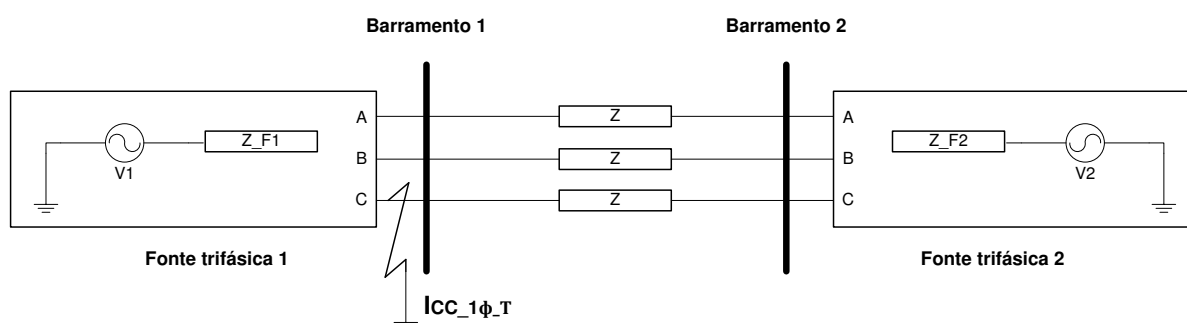 Barramento 1
Barramento 2
A
Z
A
Z_F1
Z_F2
B
Z
B
V1
V2
C
Z
C
Fonte trifásica 1
Fonte trifásica 2
ICC_1ϕ_T